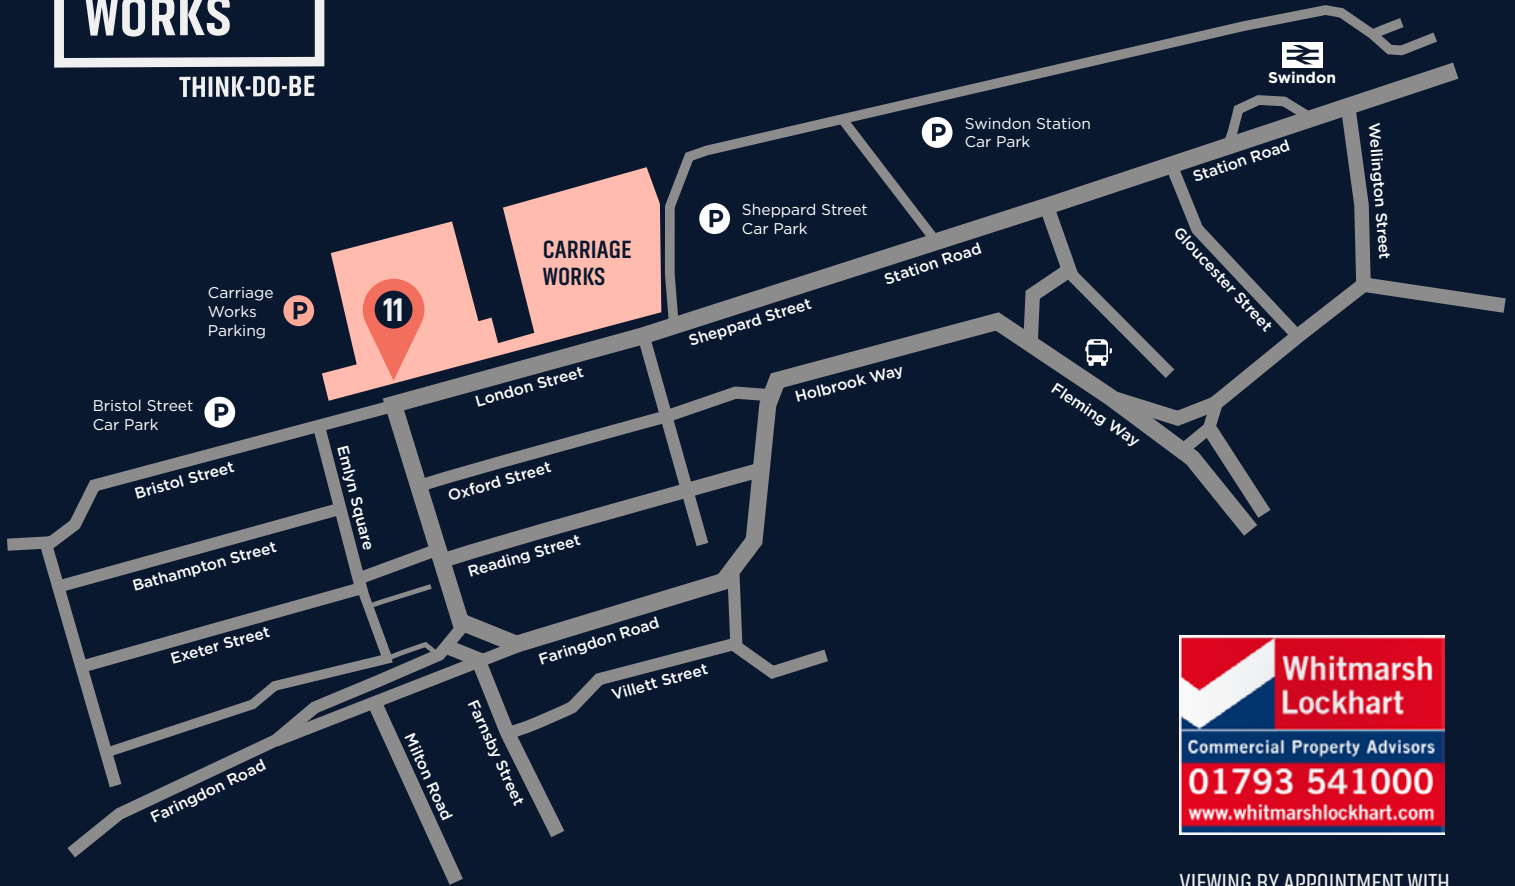 WORKS
THINK-DO-BE
Swindon
P
Swindon Station
Car Park
Wellington Street
Station Road
P
Sheppard Street
Car Park
Gloucester Street
CARRIAGE
WORKS
Station Road
Carriage
Works
Parking
P
11
Sheppard Street
London Street
Holbrook Way
Fleming Way
Bristol Street
Car Park
P
Bristol Street
Emlyn Square
Oxford Street
Bathampton Street
Reading Street
Exeter Street
Faringdon Road
Villett Street
Farnsby Street
Milton Road
Faringdon Road
Whitmarsh
Lockhart
Commercial Property Advisors
01793 541000
www.whitmarshlockhart.com
VIEWING BY APPOINTMENT WITH